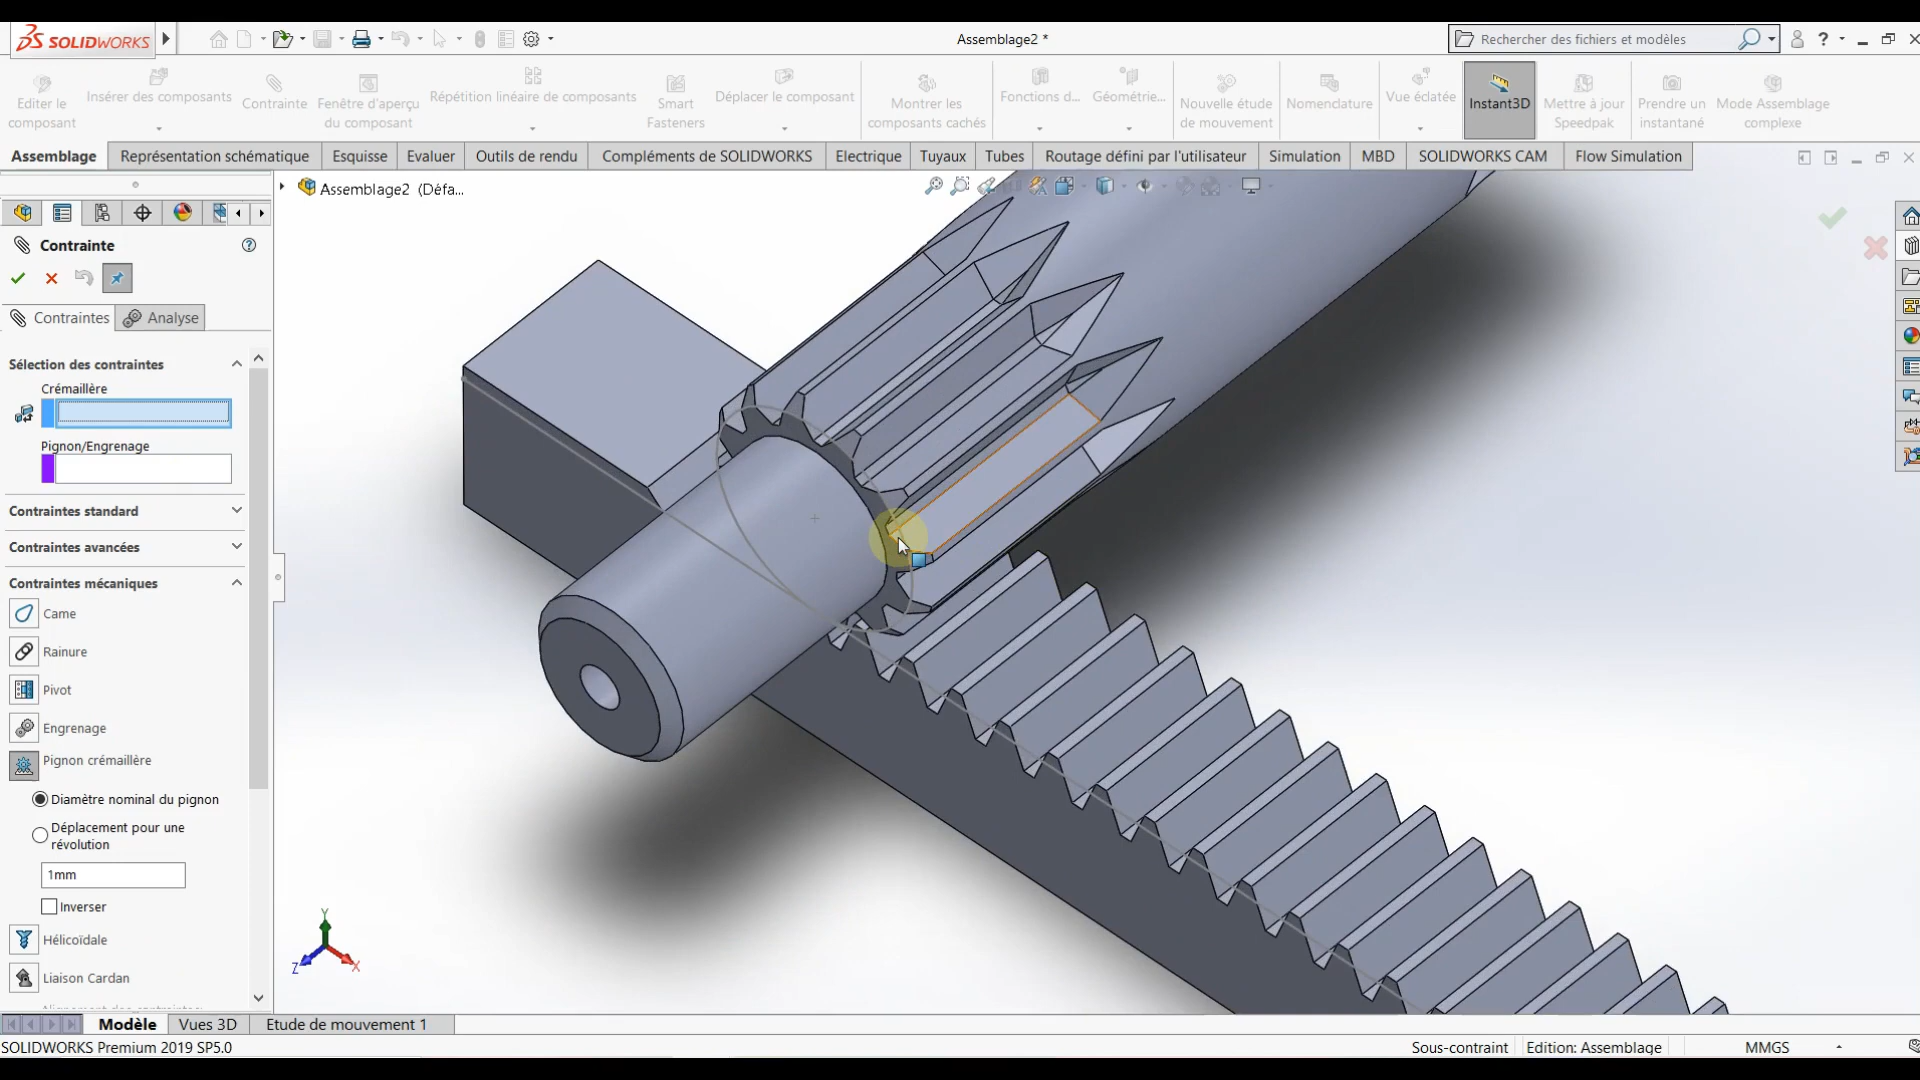 SOLIDWORKS
Assemblage2 *
Rechercher des fichiers et modèles
?
Editer le
composant
Insérer des composants
Contrainte
Fenêtre d'aperçu
du composant
Répétition linéaire de composants
Smart
Fasteners
Déplacer le composant
Montrer les
composants cachés
Fonctions d...
Géométrie...
Nouvelle étude
de mouvement
Nomenclature
Vue éclatée
Instant3D
Mettre à jour
Speedpak
Prendre un
instantané
Mode Assemblage
complexe
Assemblage
Représentation schématique
Esquisse
Evaluer
Outils de rendu
Compléments de SOLIDWORKS
Electrique
Tuyaux
Tubes
Routage défini par l'utilisateur
Simulation
MBD
SOLIDWORKS CAM
Flow Simulation
Assemblage2 (Défa...
Contrainte
Contraintes
Analyse
Sélection des contraintes
Crémaillère
Pignon/Engrenage
Contraintes standard
Contraintes avancées
Contraintes mécaniques
Came
Rainure
Pivot
Engrenage
Pignon crémaillère
Diamètre nominal du pignon
Déplacement pour une
révolution
1mm
Inverser
Hélicoïdale
Liaison Cardan
Alignement des contraintes:
Y
Z
X
Modèle
Vues 3D
Etude de mouvement 1
SOLIDWORKS Premium 2019 SP5.0
Sous-contraint
Edition: Assemblage
MMGS